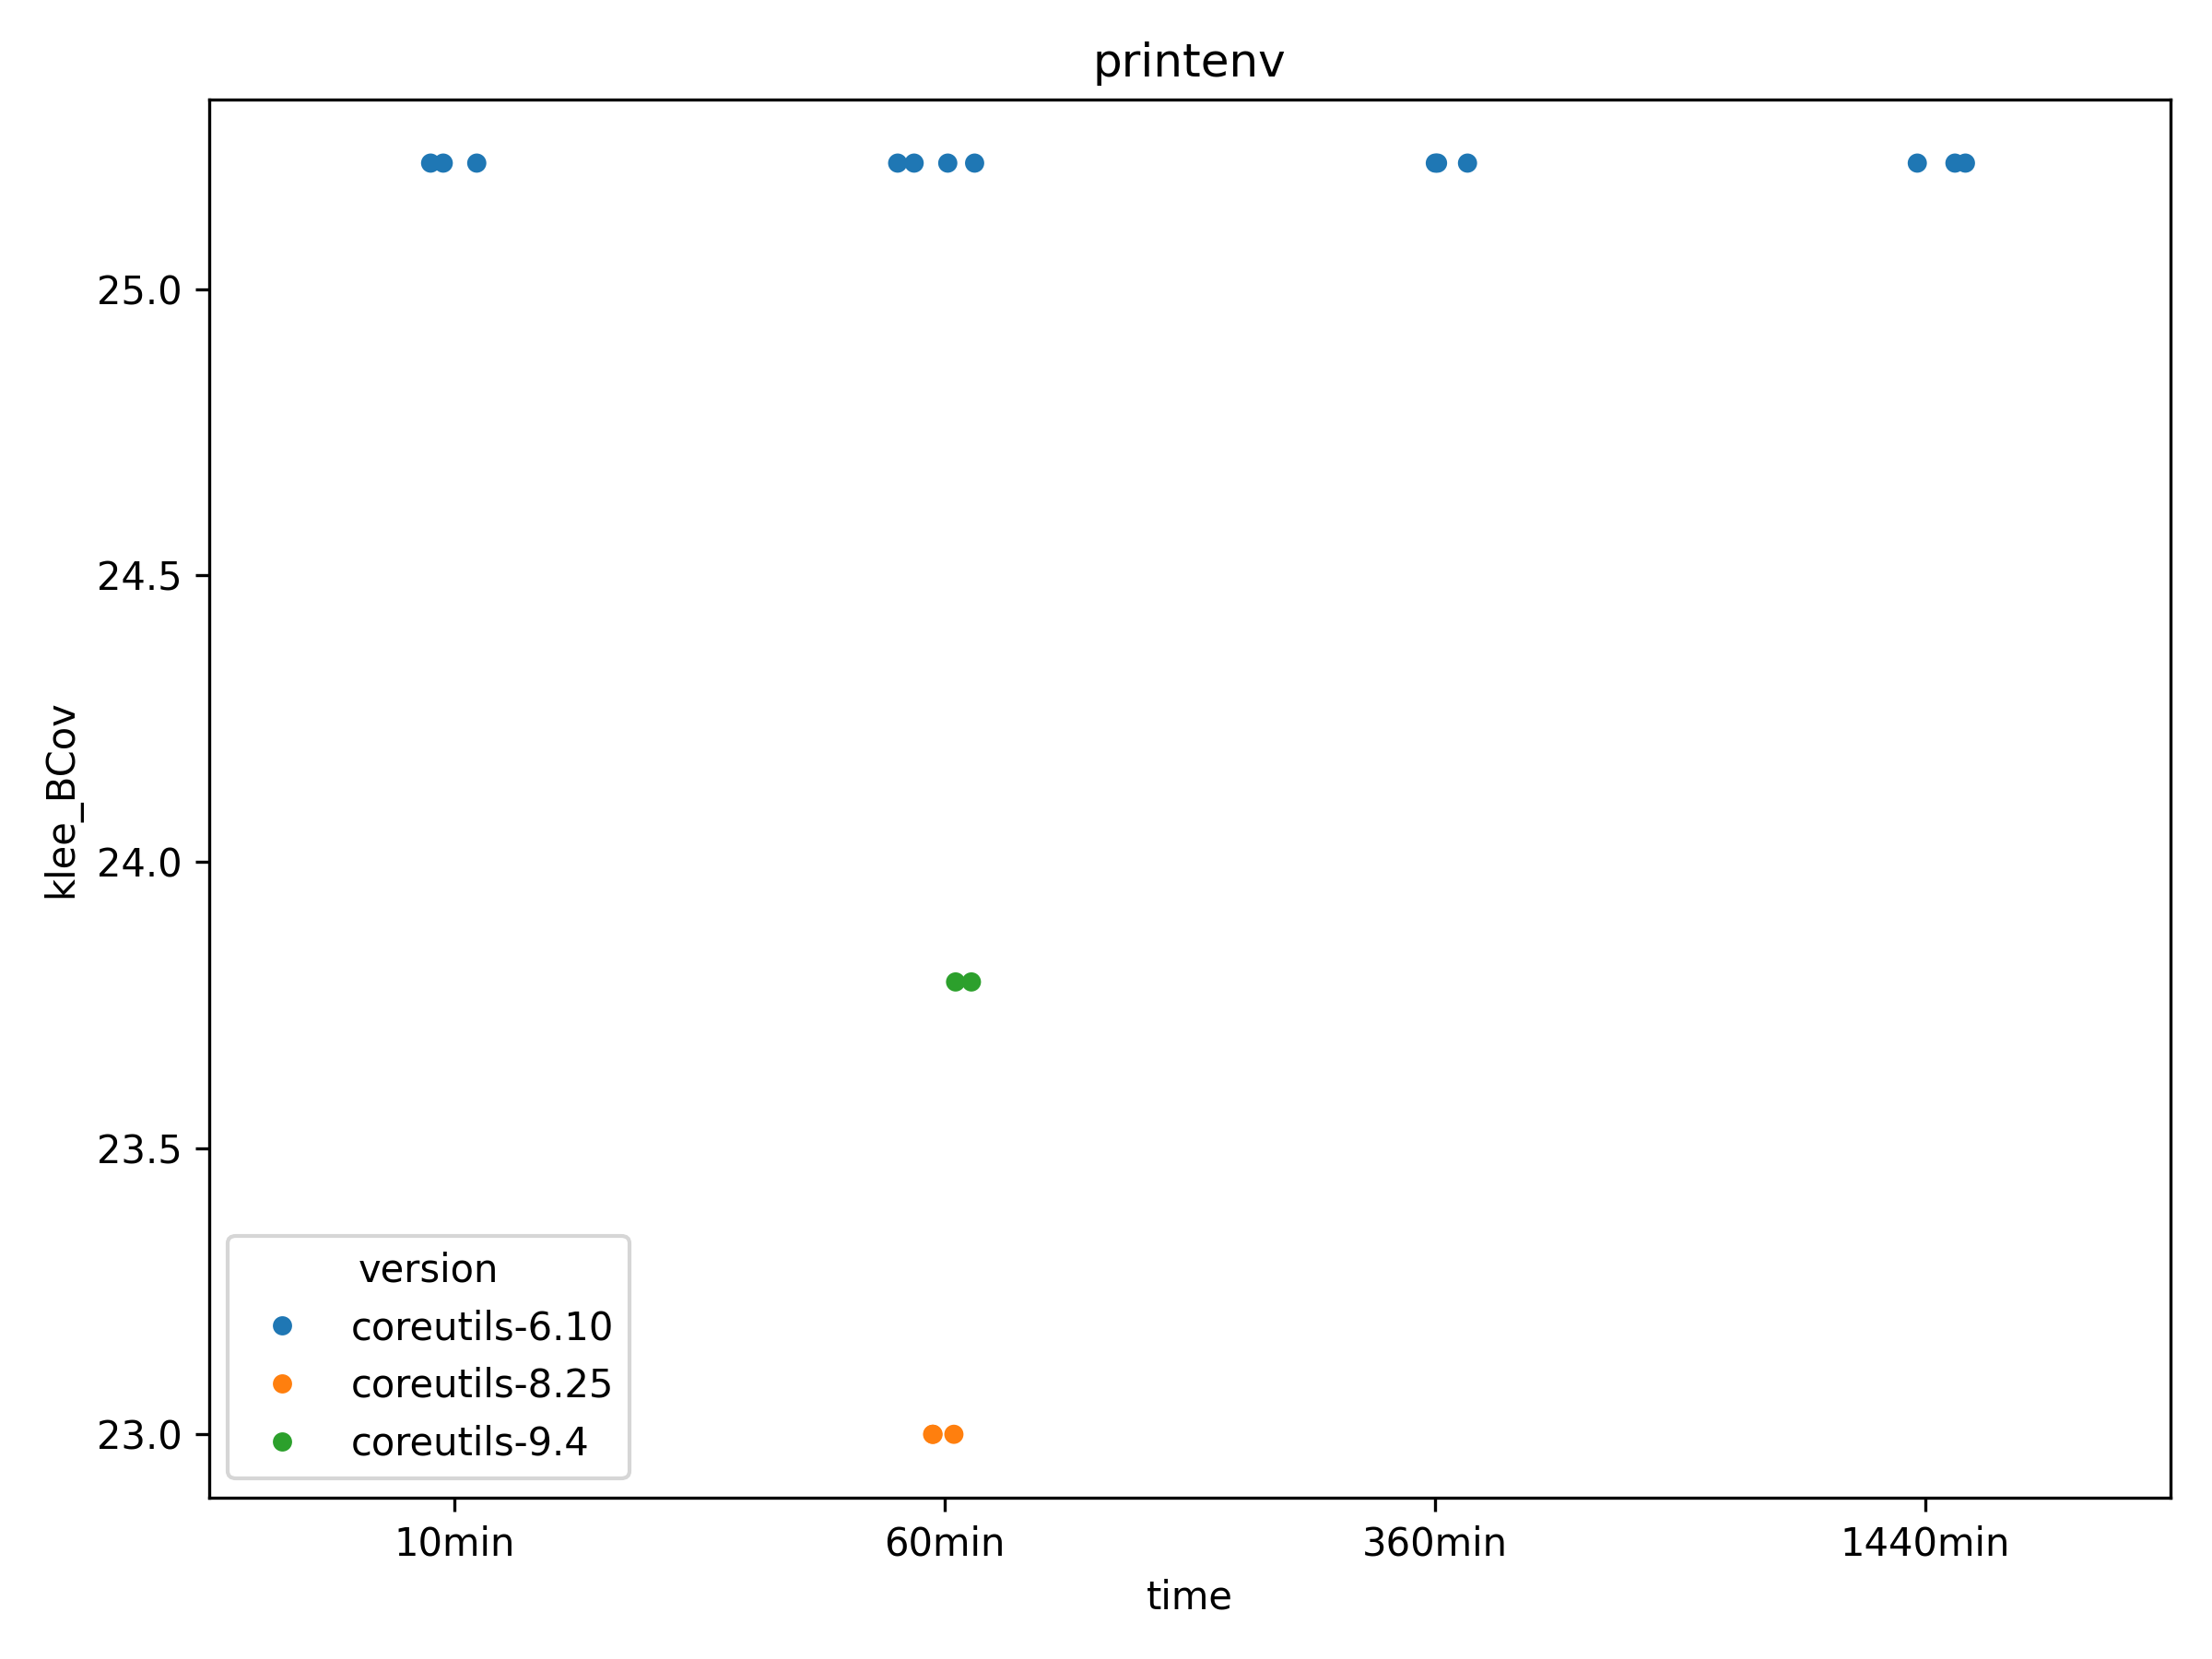 printenv
25.0
24.5
24.0
23.5
23.0
klee_BCov
version
coreutils-6.10
coreutils-8.25
coreutils-9.4
10min 60min 360min 1440min
time